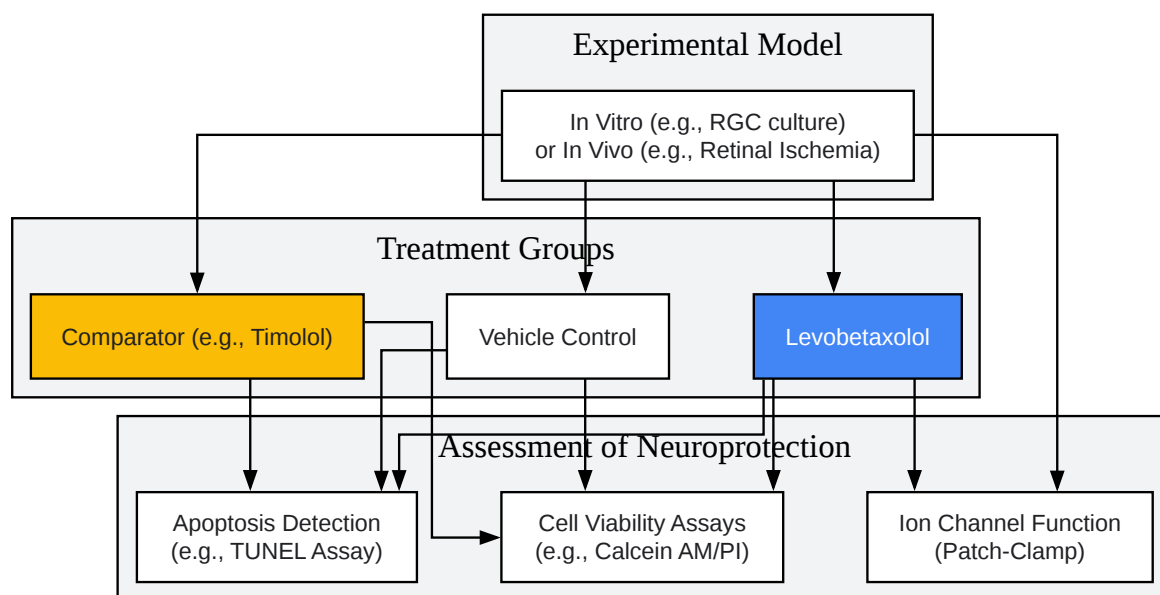 Experimental Model
In Vitro (e.g., RGC culture)
or In Vivo (e.g., Retinal Ischemia)
Treatment Groups
Comparator (e.g., Timolol)
Vehicle Control
Levobetaxolol
Assessment of Neuroprotection
Apoptosis Detection
(e.g., TUNEL Assay)
Cell Viability Assays
(e.g., Calcein AM/PI)
Ion Channel Function
(Patch-Clamp)